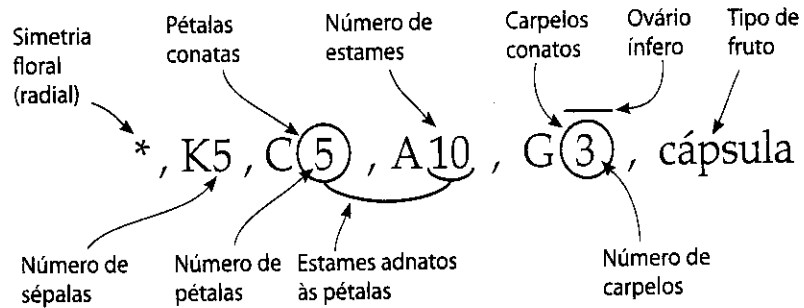 Simetria
floral
(radial)
Pétalas
conatas
Número de
estames
Carpelos
conatos
Ovário
ínfero
Tipo de
fruto
*, K5, C5, A10, G3, cápsula
Número de
sépalas
Número de
pétalas
Estames adnatos
às pétalas
Número de
carpelos